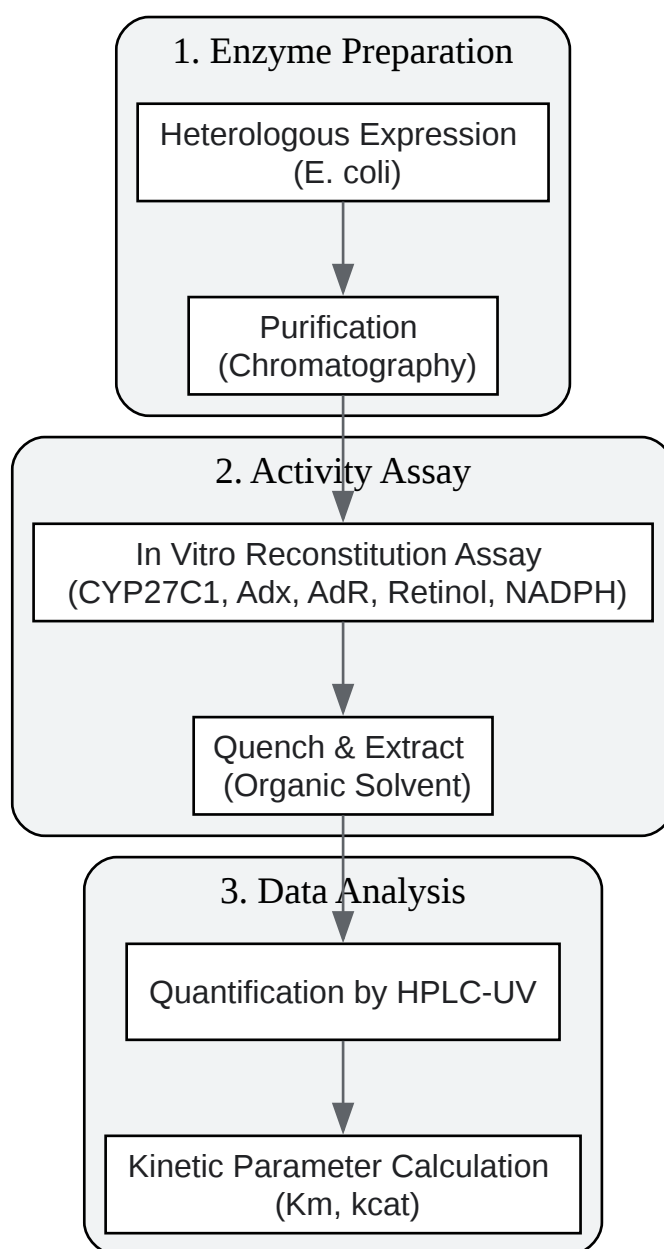 1. Enzyme Preparation
Heterologous Expression
(E. coli)
Purification
(Chromatography)
2. Activity Assay
In Vitro Reconstitution Assay
(CYP27C1, Adx, AdR, Retinol, NADPH)
Quench & Extract
(Organic Solvent)
3. Data Analysis
Quantification by HPLC-UV
Kinetic Parameter Calculation
(Km, kcat)